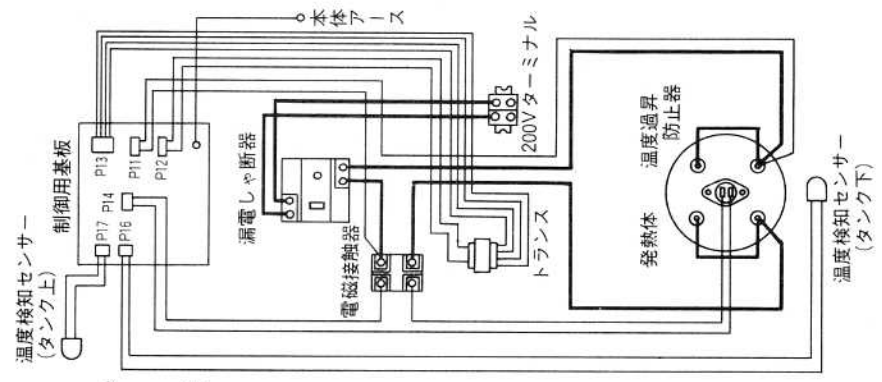 本体アース
制御用基板
P13
P11
P12
P14
P17
P16
温度検知センサー
(タンク上)
漏電しゃ断器
電磁接触器
200Vターミナル
トランス
温度過昇
防止器
発熱体
温度検知センサー
(タンク下)